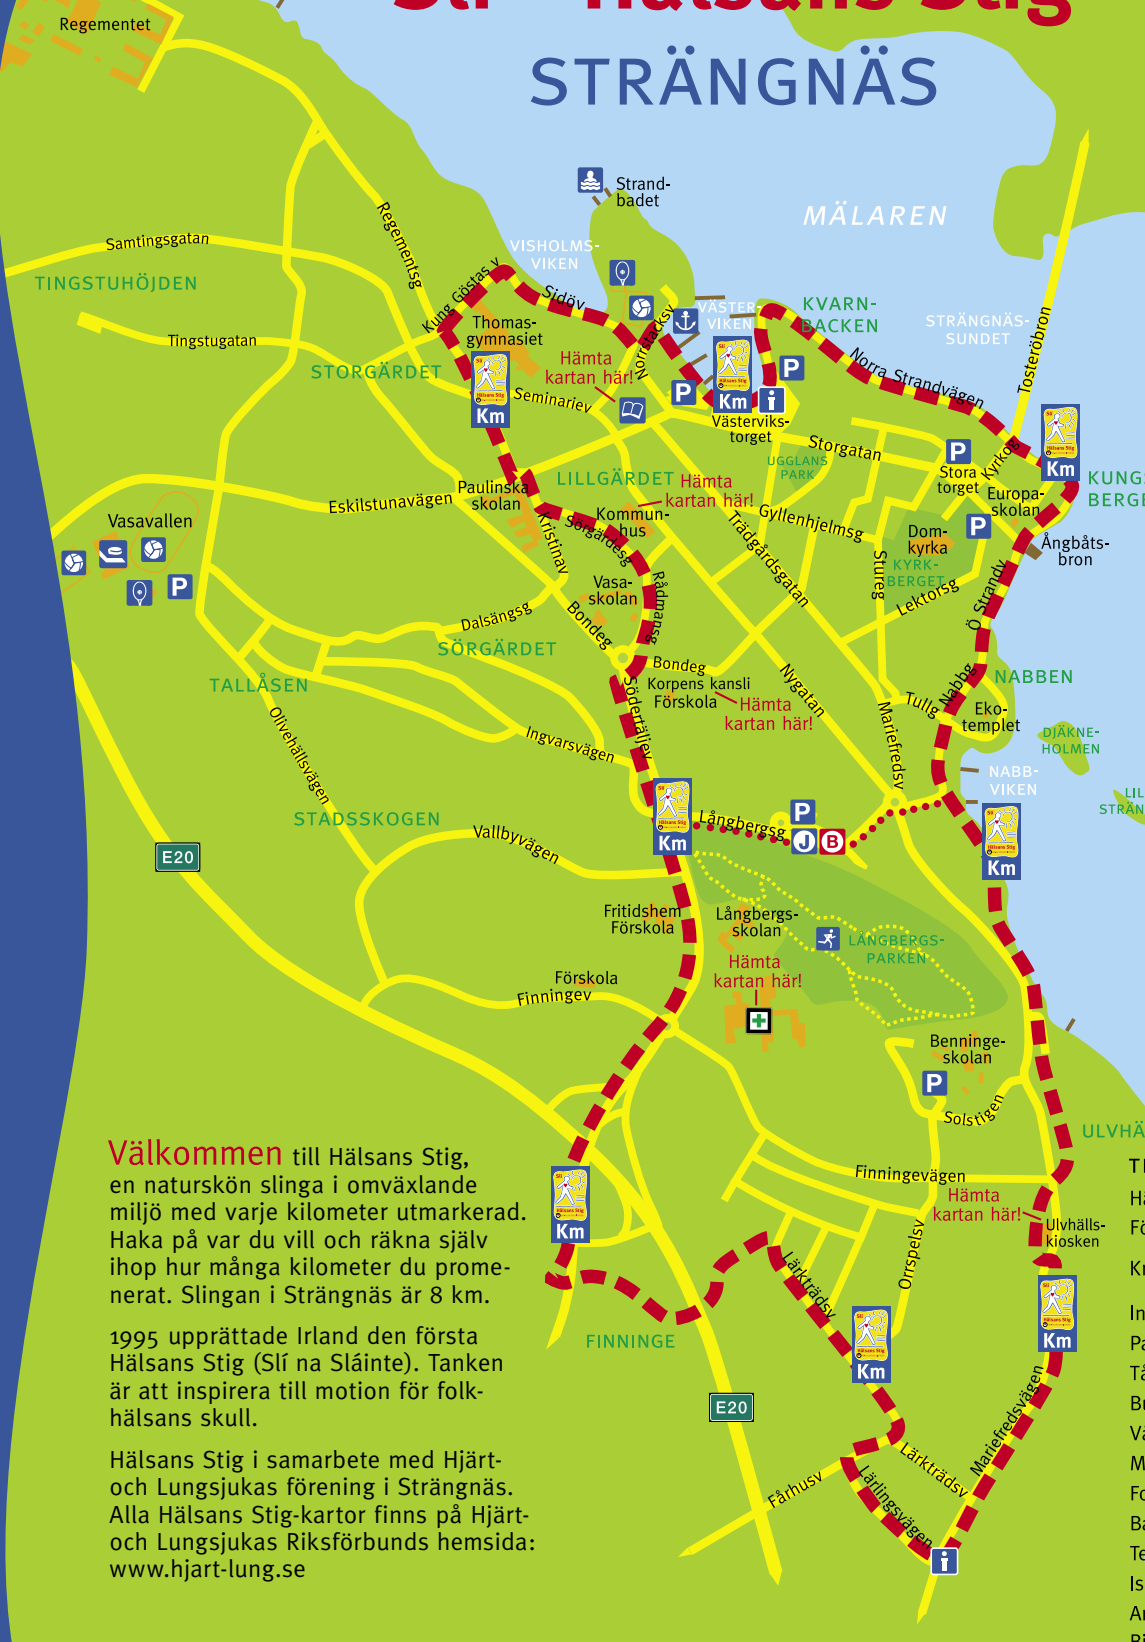 Slí - Hälsans Stig
STRÄNGNÄS
Regementet
Strand-
badet
MÄLAREN
Regementsg
Samtingsgatan
TINGSTUHÖJDEN
VISHOLMS-
VIKEN
Kung Göstas v
Sidöv
VÄSTER-
VIKEN
KVARN-
BACKEN
STRÄNGNÄS-
SUNDET
Tosteröbron
Tingstugatan
Thomas-
gymnasiet
Norrstacksv
STORGÄRDET
Hämta
kartan här!
Norra Strandvägen
Seminariev
Km
Km
Västerviks-
torget
Storgatan
Kyrkog
Km
UGGLANS
PARK
LILLGÄRDET
Hämta
kartan här!
Stora
torget
KUNG
BERGE
Eskilstunavägen
Paulinska
skolan
Europa-
skolan
Vasavallen
Kristinav
Sörgärdesg
Kommun-
hus
Trädgårdsgatan
Gyllenhjelmsg
Dom-
kyrka
KYRK-
BERGET
Ångbåts-
bron
Stureg
Lektorsg
Ö Strandv
Vasa-
skolan
Rådmansg
Dalsängsg
Bondeg
SÖRGÄRDET
Bondeg
Nygatan
Nabbg
NABBEN
TALLÅSEN
Korpens kansli
Förskola
Hämta
kartan här!
Tullg
Eko-
templet
Södertäljev
Mariefredsv
Olivehällsvägen
Ingvarsvägen
DJÄKNE-
HOLMEN
NABB-
VIKEN
LIL
STRÄN
STADSSKOGEN
Långbergsg
P
J
B
Km
Km
Vallbyvägen
E20
Fritidshem
Förskola
Långbergs-
skolan
LÅNGBERGS-
PARKEN
Hämta
kartan här!
Förskola
Finningev
Benninge-
skolan
P
Solstigen
ULVHÄ
Finningevägen
Hämta
kartan här!
Ulvhälls-
kiosken
Km
Orrspelsv
Lärkträdsv
FINNINGE
Km
Km
E20
Mariefredsvägen
Lärkträdsv
Fårhusv
Lärlingsvägen
Välkommen till Hälsans Stig,
en naturskön slinga i omväxlande
miljö med varje kilometer utmarkerad.
Haka på var du vill och räkna själv
ihop hur många kilometer du prome-
nerat. Slingan i Strängnäs är 8 km.
1995 upprättade Irland den första
Hälsans Stig (Slí na Sláinte). Tanken
är att inspirera till motion för folk-
hälsans skull.
Hälsans Stig i samarbete med Hjärt-
och Lungsjukas förening i Strängnäs.
Alla Hälsans Stig-kartor finns på Hjärt-
och Lungsjukas Riksförbunds hemsida:
www.hjart-lung.se